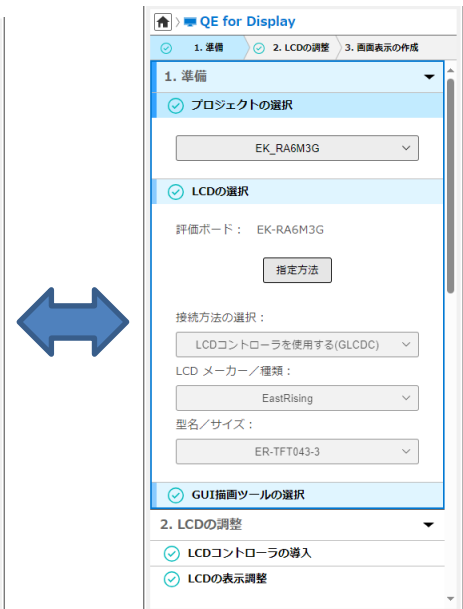 QE for Display
1. 準備
2. LCDの調整
3. 画面表示の作成
1. 準備
プロジェクトの選択
EK_RA6M3G
LCDの選択
評価ボード： EK-RA6M3G
指定方法
接続方法の選択：
LCDコントローラを使用する(GLCDC)
LCD メーカー／種類：
EastRising
型名／サイズ：
ER-TFT043-3
GUI描画ツールの選択
2. LCDの調整
LCDコントローラの導入
LCDの表示調整